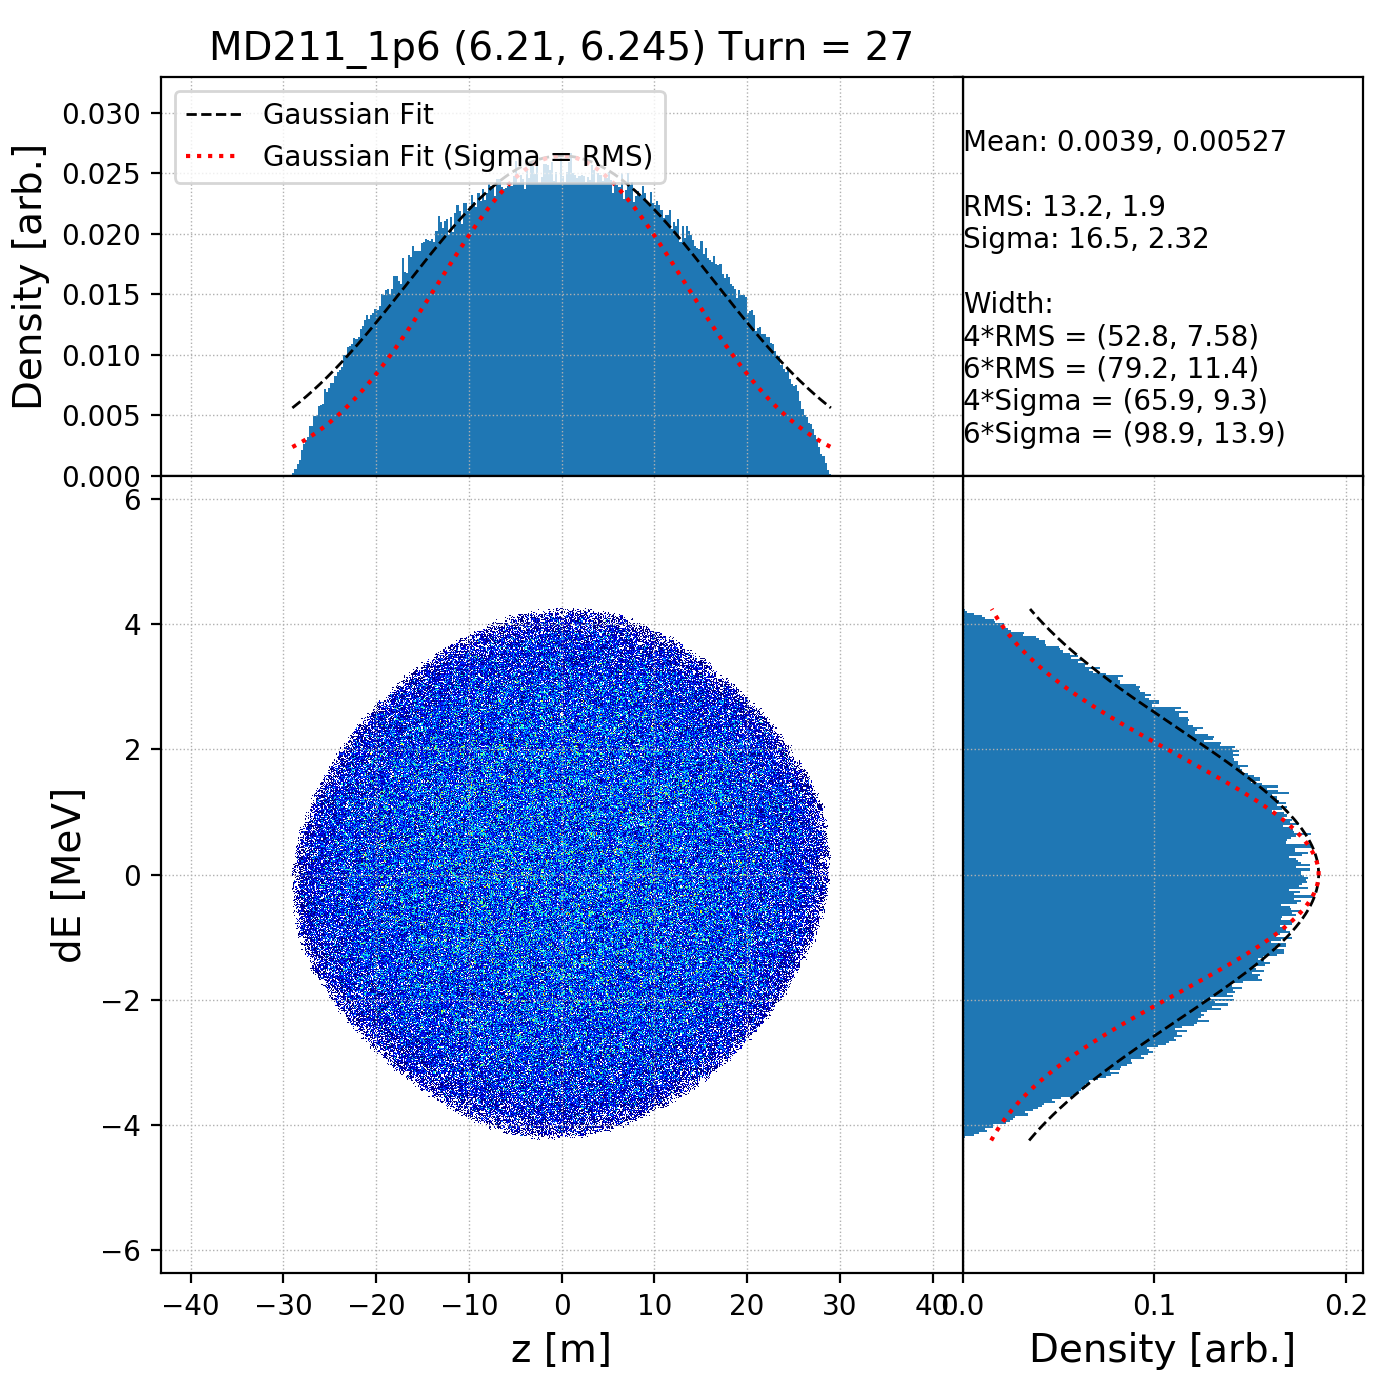 MD211_1p6 (6.21, 6.245) Turn = 27
Gaussian Fit
Gaussian Fit (Sigma = RMS)
Density [arb.]
0.030
0.025
0.020
0.015
0.010
0.005
0.000
Mean: 0.0039, 0.00527
RMS: 13.2, 1.9
Sigma: 16.5, 2.32
Width:
4*RMS = (52.8, 7.58)
6*RMS = (79.2, 11.4)
4*Sigma = (65.9, 9.3)
6*Sigma = (98.9, 13.9)
dE [MeV]
6
4
2
0
−2
−4
−6
−40 −30 −20 −10 0 10 20 30 40
z [m]
0.0 0.1 0.2
Density [arb.]